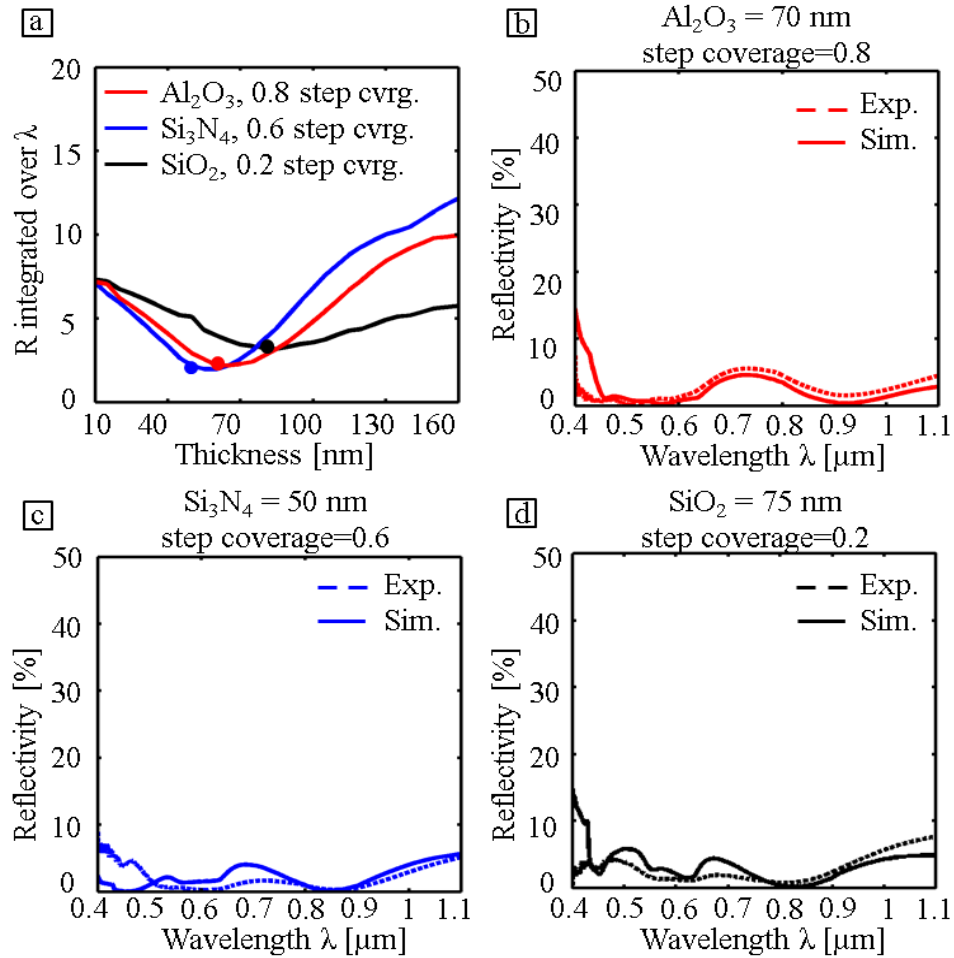 a
20
15
10
5
0
R integrated over λ
Al₂O₃, 0.8 step cvrg.
Si₃N₄, 0.6 step cvrg.
SiO₂, 0.2 step cvrg.
10 40 70 100 130 160
Thickness [nm]
b
Al₂O₃ = 70 nm
step coverage=0.8
50
40
30
20
10
0
Reflectivity [%]
Exp.
Sim.
0.4 0.5 0.6 0.7 0.8 0.9 1 1.1
Wavelength λ [μm]
c
Si₃N₄ = 50 nm
step coverage=0.6
50
40
30
20
10
0
Reflectivity [%]
Exp.
Sim.
0.4 0.5 0.6 0.7 0.8 0.9 1 1.1
Wavelength λ [μm]
d
SiO₂ = 75 nm
step coverage=0.2
50
40
30
20
10
0
Reflectivity [%]
Exp.
Sim.
0.4 0.5 0.6 0.7 0.8 0.9 1 1.1
Wavelength λ [μm]